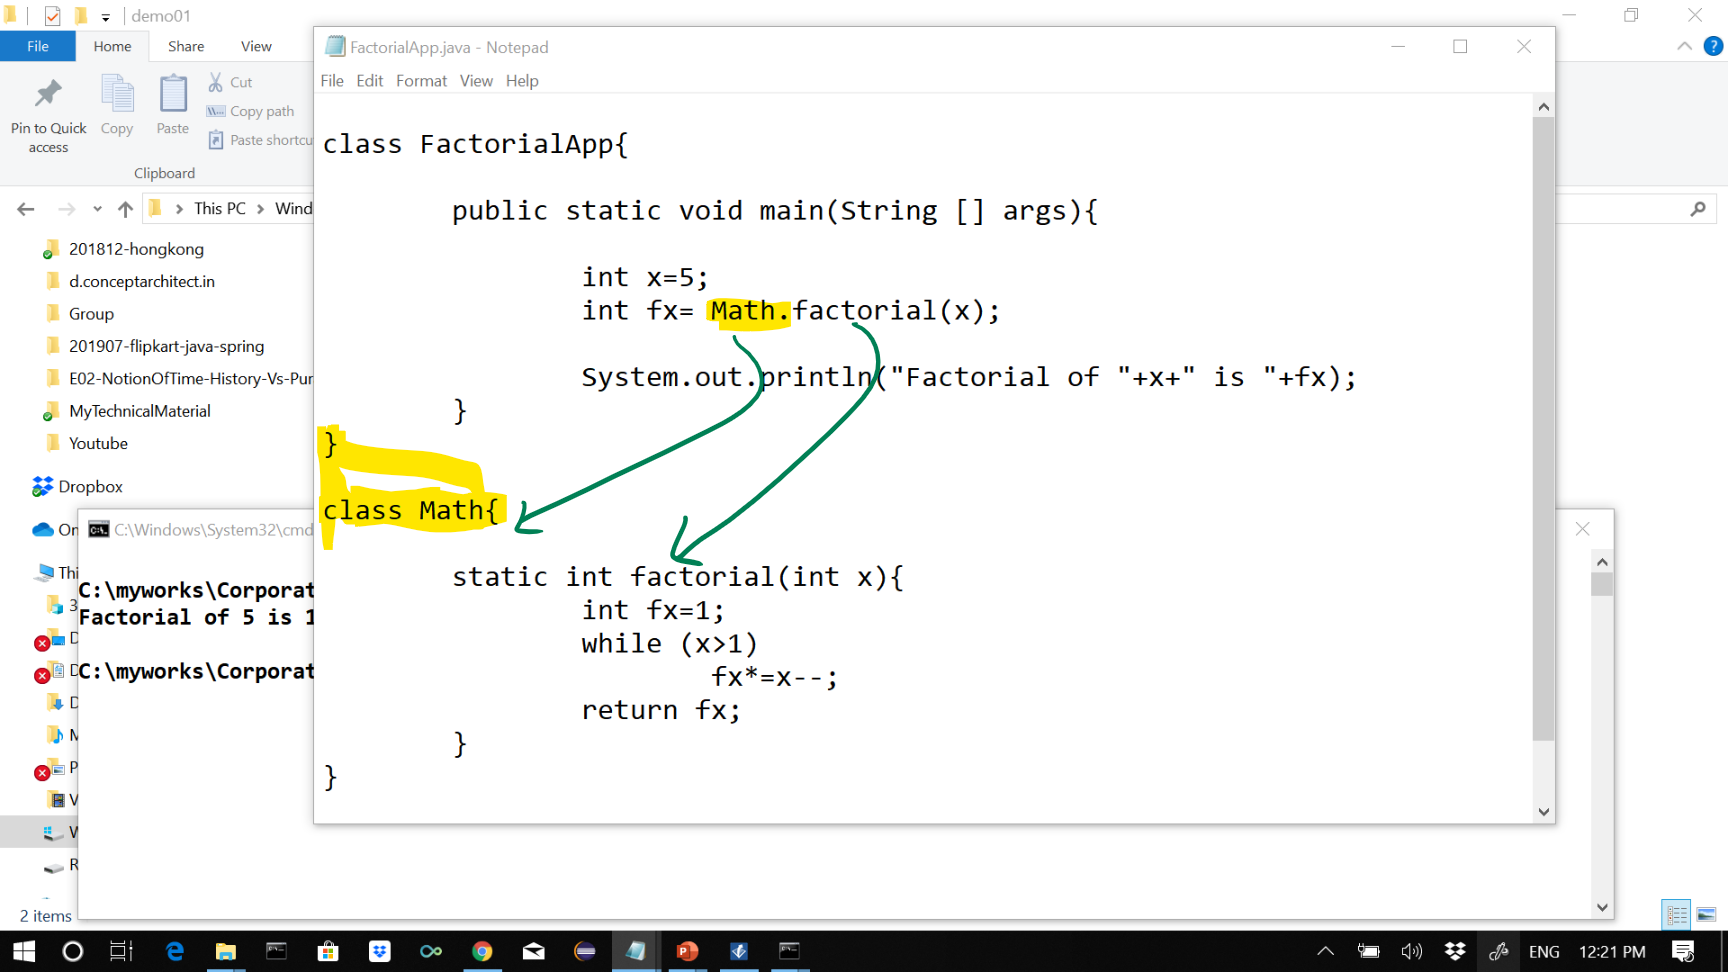 demo01
File Home Share View
Pin to Quick access
Copy
Paste
Cut
Copy path
Paste shortcu
Clipboard
This PC
Wind
201812-hongkong
d.conceptarchitect.in
Group
201907-flipkart-java-spring
E02-NotionOfTime-History-Vs-Pur
MyTechnicalMaterial
Youtube
Dropbox
2 items
FactorialApp.java - Notepad
File Edit Format View Help
class FactorialApp{
public static void main(String [] args){
int x=5;
int fx= Math.factorial(x);
System.out.println("Factorial of "+x+" is "+fx);
}
}
class Math{
static int factorial(int x){
int fx=1;
while (x>1)
fx*=x--;
return fx;
}
}
C:\Windows\System32\cmd
C:\myworks\Corporat
Factorial of 5 is 1
C:\myworks\Corporat
ENG 12:21 PM